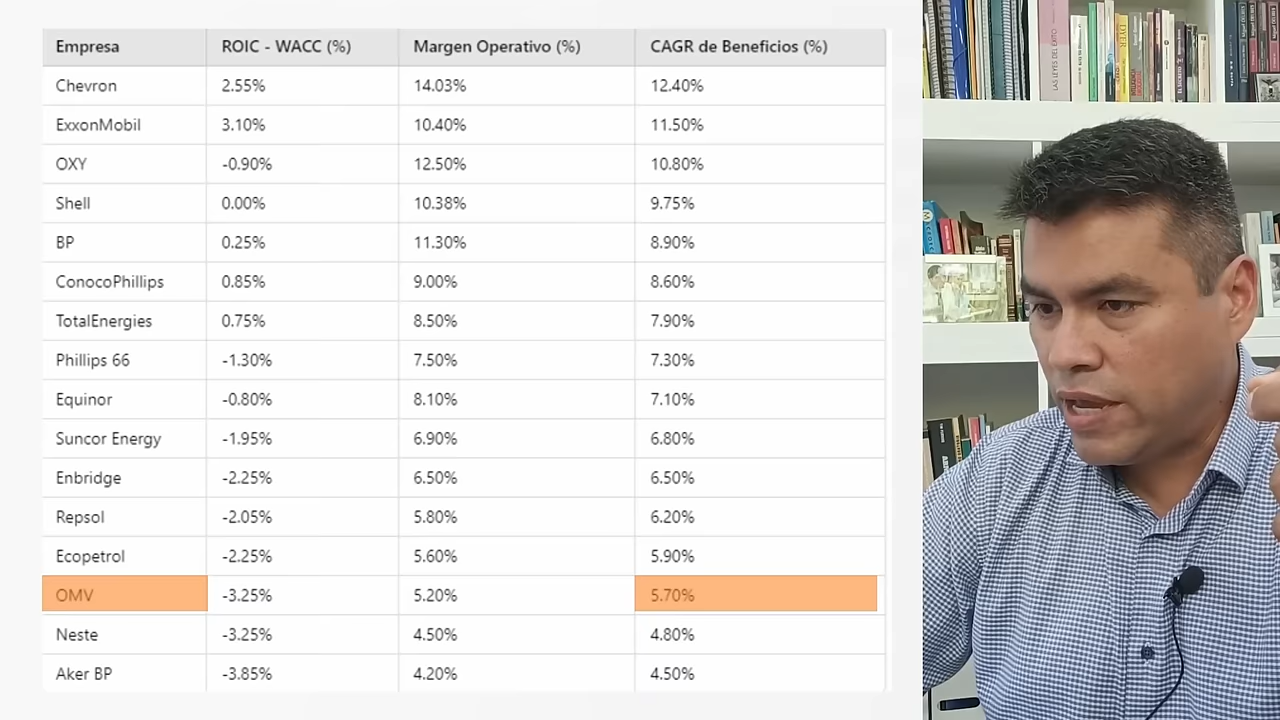 Empresa ROIC - WACC (%) Margen Operativo (%) CAGR de Beneficios (%)
Chevron 2.55% 14.03% 12.40%
ExxonMobil 3.10% 10.40% 11.50%
OXY -0.90% 12.50% 10.80%
Shell 0.00% 10.38% 9.75%
BP 0.25% 11.30% 8.90%
ConocoPhillips 0.85% 9.00% 8.60%
TotalEnergies 0.75% 8.50% 7.90%
Phillips 66 -1.30% 7.50% 7.30%
Equinor -0.80% 8.10% 7.10%
Suncor Energy -1.95% 6.90% 6.80%
Enbridge -2.25% 6.50% 6.50%
Repsol -2.05% 5.80% 6.20%
Ecopetrol -2.25% 5.60% 5.90%
OMV -3.25% 5.20% 5.70%
Neste -3.25% 4.50% 4.80%
Aker BP -3.85% 4.20% 4.50%
LAS LEYES DEL ÉXITO
DYER